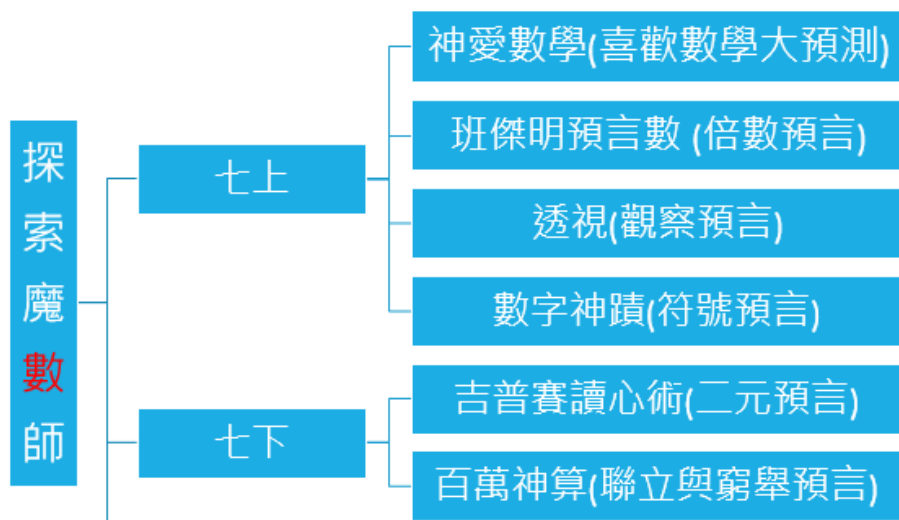 探索魔數師
七上
神愛數學(喜歡數學大預測)
班傑明預言數 (倍數預言)
透視(觀察預言)
數字神蹟(符號預言)
七下
吉普賽讀心術(二元預言)
百萬神算(聯立與窮舉預言)